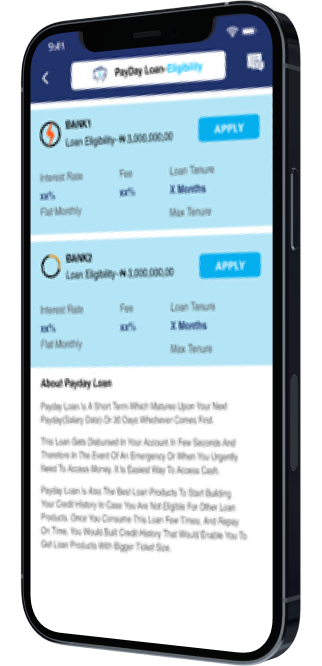 9:41
PayDay Loan-Eligibility
BANK1
Loan Eligibility- ₦ 3,000,000.00
APPLY
Interest Rate Fee Loan Tenure
xx% xx% X Months
Flat Monthly Max Tenure
BANK2
Loan Eligibility- ₦ 3,000,000.00
APPLY
Interest Rate Fee Loan Tenure
xx% xx% X Months
Flat Monthly Max Tenure
About Payday Loan
Payday Loan Is A Short Term Which Matures Upon Your Next
Payday(Salary Date) Or 30 Days Whichever Comes First.
This Loan Gets Disbursed In Your Account In Few Seconds And
Therefore In The Event Of An Emergency Or When You Urgently
Need To Access Money. It Is Easiest Way To Access Cash.
Payday Loan Is Also The Best Loan Products To Start Building
Your Credit History In Case You Are Not Eligible For Other Loan
Products. Once You Consume This Loan Few Times, And Repay
On Time, You Would Built Credit History That Would Enable You To
Get Loan Products With Bigger Ticket Size.